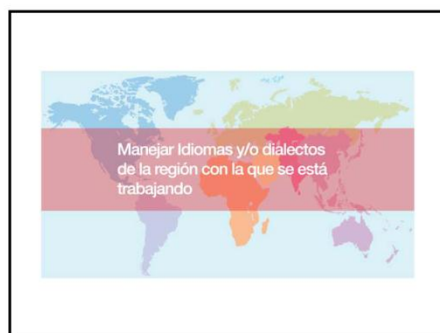 Manejar Idiomas y/o dialectos
de la región con la que se está
trabajando